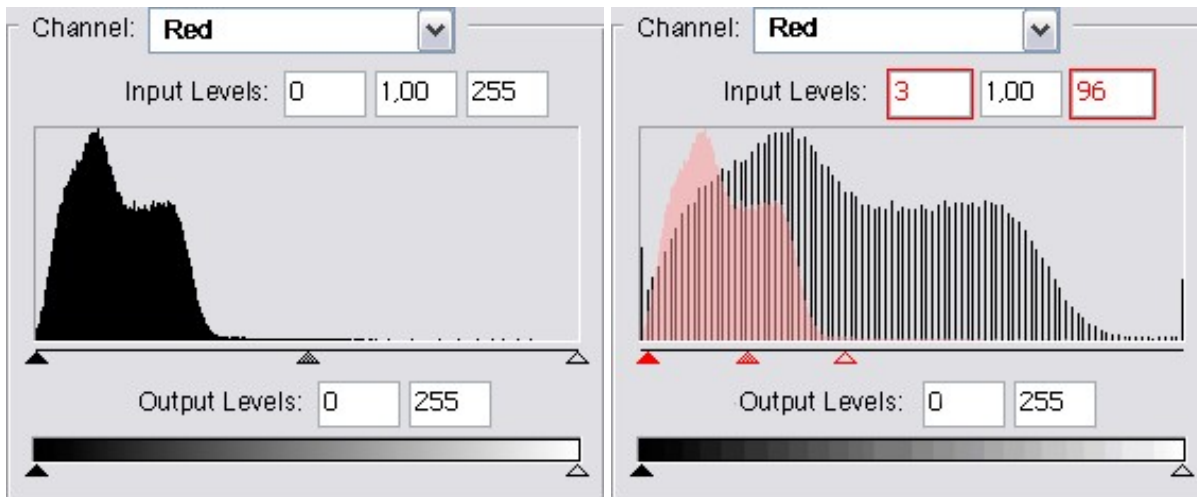 Channel: Red
Input Levels: 0 1,00 255
Output Levels: 0 255
Channel: Red
Input Levels: 3 1,00 96
Output Levels: 0 255